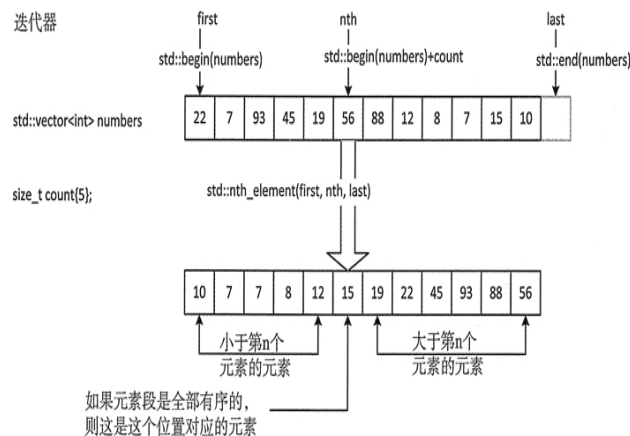 迭代器
first
nth
last
std::begin(numbers)
std::begin(numbers)+count
std::end(numbers)
std::vector<int> numbers
22 7 93 45 19 56 88 12 8 7 15 10
size_t count{5};
std::nth_element(first, nth, last)
10 7 7 8 12 15 19 22 45 93 88 56
小于第n个
元素的元素
大于第n个
元素的元素
如果元素段是全部有序的，
则这是这个位置对应的元素